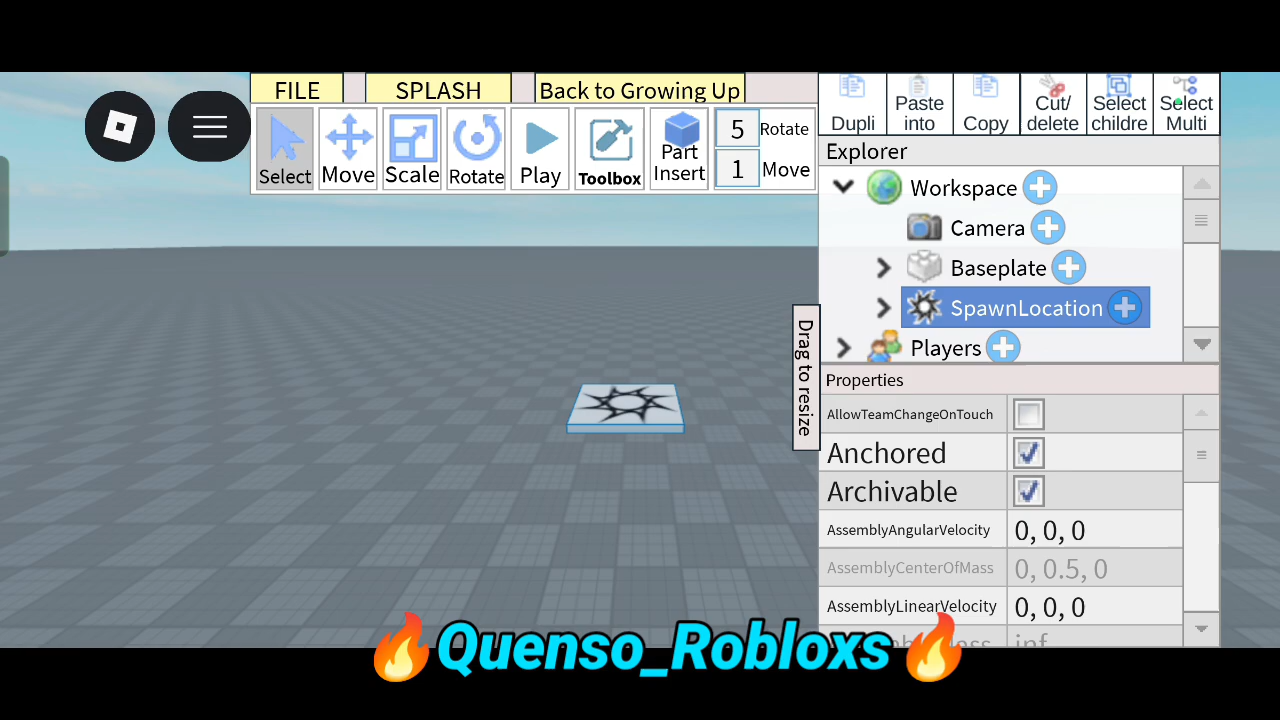 FILE SPLASH Back to Growing Up
Select Move Scale Rotate Play Toolbox Part Insert 5 Rotate
1 Move
Dupli Paste into Copy Cut/ delete Select childre Select Multi
Explorer
Workspace
Camera
Baseplate
SpawnLocation
Players
Drag to resize
Properties
AllowTeamChangeOnTouch
Anchored
Archivable
AssemblyAngularVelocity 0, 0, 0
AssemblyCenterOfMass 0, 0.5, 0
AssemblyLinearVelocity 0, 0, 0
inf
🔥Quenso_Robloxs🔥